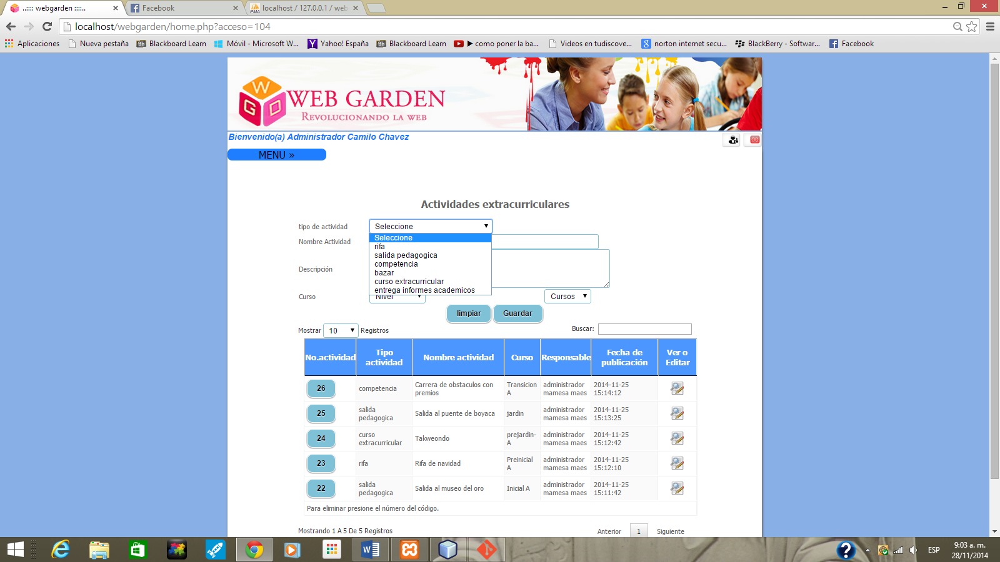 ..:::: webgarden ::::..
Facebook
localhost / 127.0.0.1 / web
localhost/webgarden/home.php?acceso=104
Aplicaciones
Nueva pestaña
Blackboard Learn
Móvil - Microsoft W...
Yahoo! España
Blackboard Learn
como poner la ba...
Videos en tudiscove...
norton internet secu...
BlackBerry - Softwar...
Facebook
W G D
WEB GARDEN
REVOLUCIONANDO LA WEB
Bienvenido(a) Administrador Camilo Chavez
MENU »
Actividades extracurriculares
tipo de actividad
Seleccione
Seleccione
rifa
salida pedagogica
competencia
bazar
curso extracurricular
entrega informes academicos
Nombre Actividad
Descripción
Curso
Nivel
Cursos
limpiar
Guardar
Mostrar 10 Registros
Buscar:
No.actividad
Tipo actividad
Nombre actividad
Curso
Responsable
Fecha de publicación
Ver o Editar
26 competencia Carrera de obstaculos con premios Transicion A administrador mamesa maes 2014-11-25 15:14:12
25 salida pedagogica Salida al puente de boyaca jardin administrador mamesa maes 2014-11-25 15:13:25
24 curso extracurricular Takweondo prejardin-A administrador mamesa maes 2014-11-25 15:12:42
23 rifa Rifa de navidad Preinicial A administrador mamesa maes 2014-11-25 15:12:10
22 salida pedagogica Salida al museo del oro Inicial A administrador mamesa maes 2014-11-25 15:11:42
Para eliminar presione el número del código.
Mostrando 1 A 5 De 5 Registros
Anterior 1 Siguiente
ESP
9:03 a. m.
28/11/2014